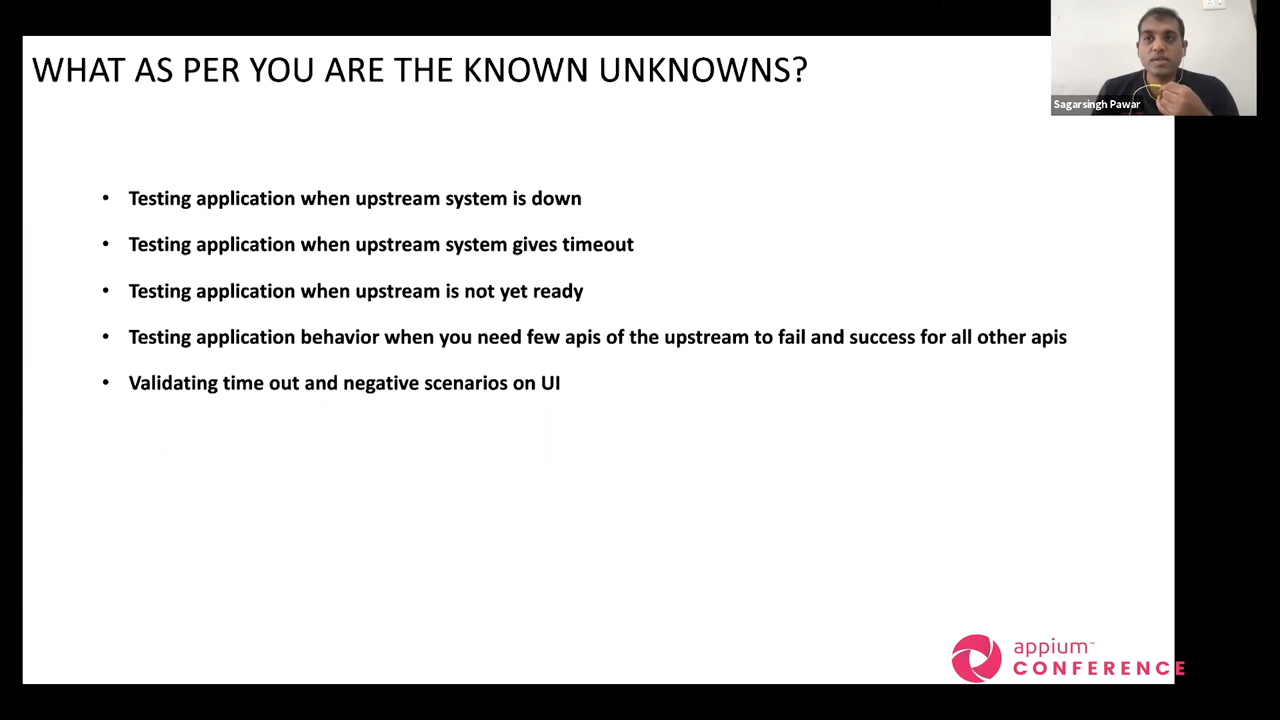 WHAT AS PER YOU ARE THE KNOWN UNKNOWNS?
Sagarsingh Pawar
• Testing application when upstream system is down
• Testing application when upstream system gives timeout
• Testing application when upstream is not yet ready
• Testing application behavior when you need few apis of the upstream to fail and success for all other apis
• Validating time out and negative scenarios on UI
appium™
CONFERENCE